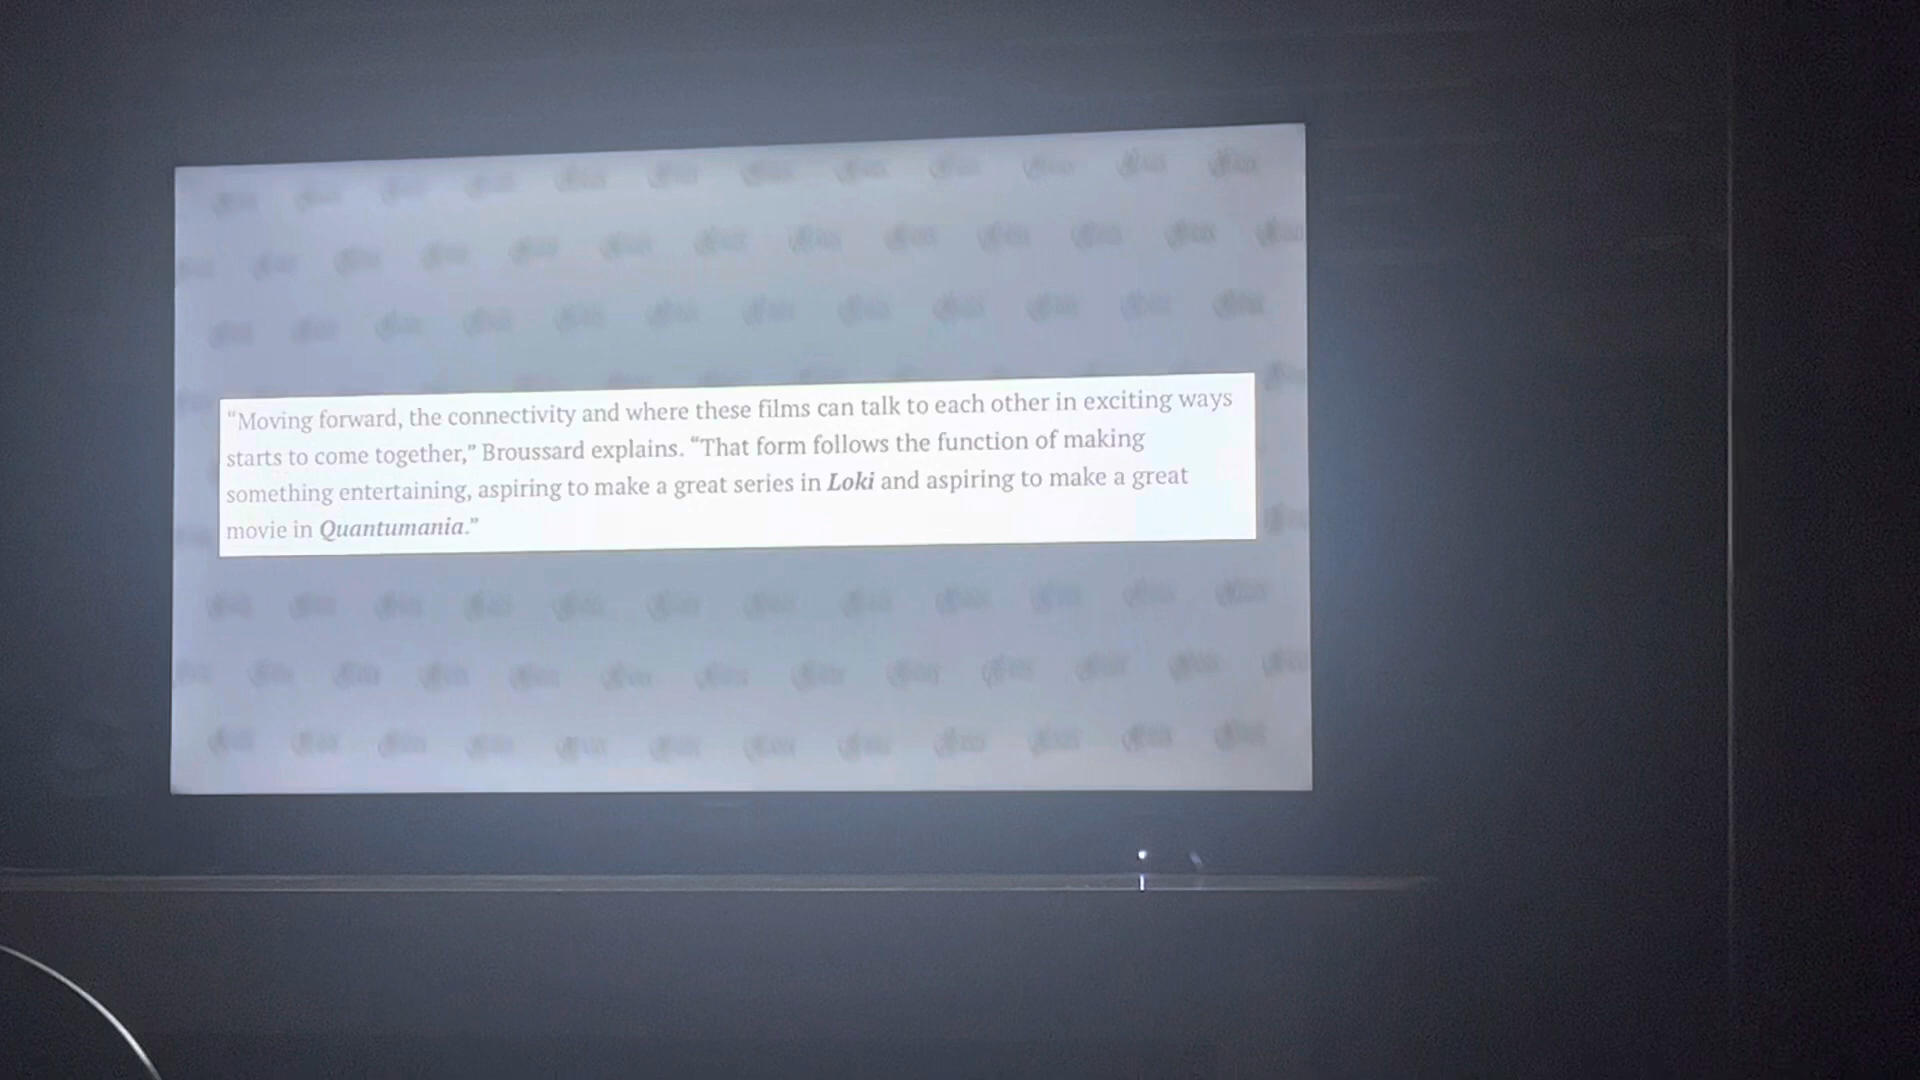 “Moving forward, the connectivity and where these films can talk to each other in exciting ways
starts to come together,” Broussard explains. “That form follows the function of making
something entertaining, aspiring to make a great series in Loki and aspiring to make a great
movie in Quantumania.”